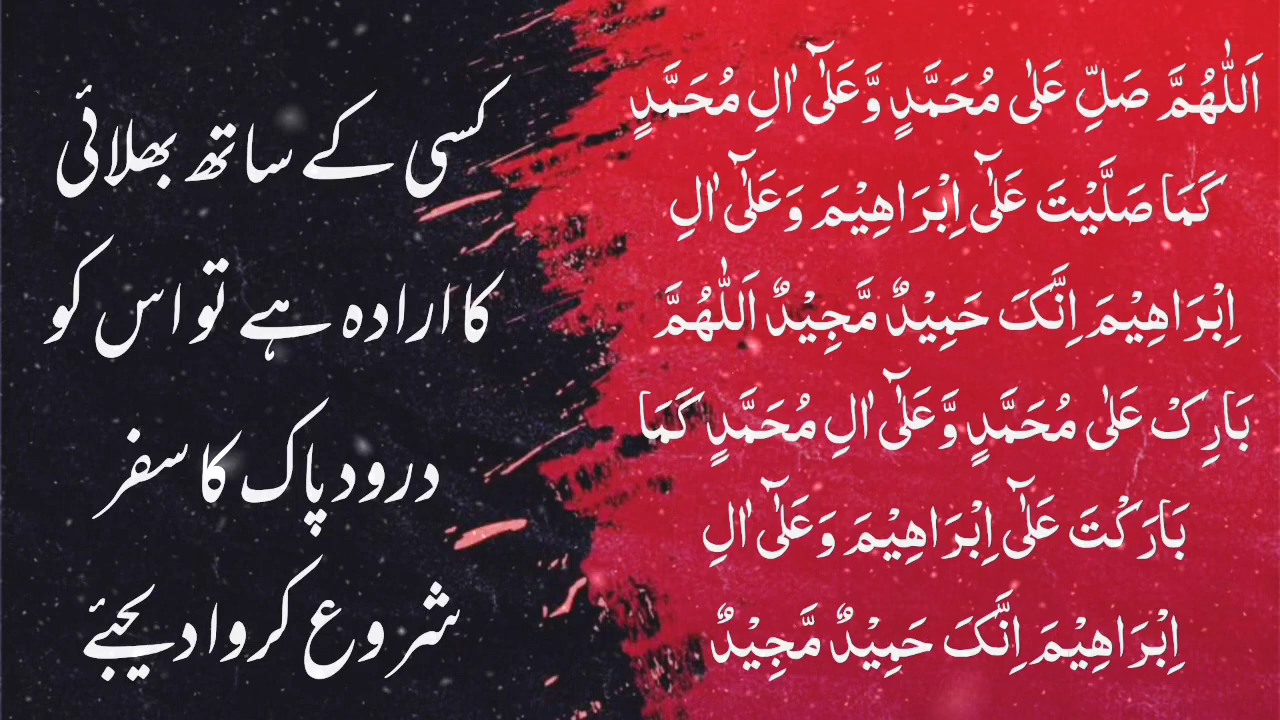 اَللّٰهُمَّ صَلِّ عَلٰی مُحَمَّدٍ وَّعَلٰٓی اٰلِ مُحَمَّدٍ
کَمَا صَلَّیْتَ عَلٰٓی اِبْرَاهِیْمَ وَعَلٰٓی اٰلِ
اِبْرَاهِیْمَ اِنَّکَ حَمِیْدٌ مَّجِیْدٌ اَللّٰهُمَّ
بَارِکْ عَلٰی مُحَمَّدٍ وَّعَلٰٓی اٰلِ مُحَمَّدٍ کَمَا
بَارَکْتَ عَلٰٓی اِبْرَاهِیْمَ وَعَلٰٓی اٰلِ
اِبْرَاهِیْمَ اِنَّکَ حَمِیْدٌ مَّجِیْدٌ
کسی کے ساتھ بھلائی
کا ارادہ ہے تو اس کو
درود پاک کا سفر
شروع کروا دیجئے